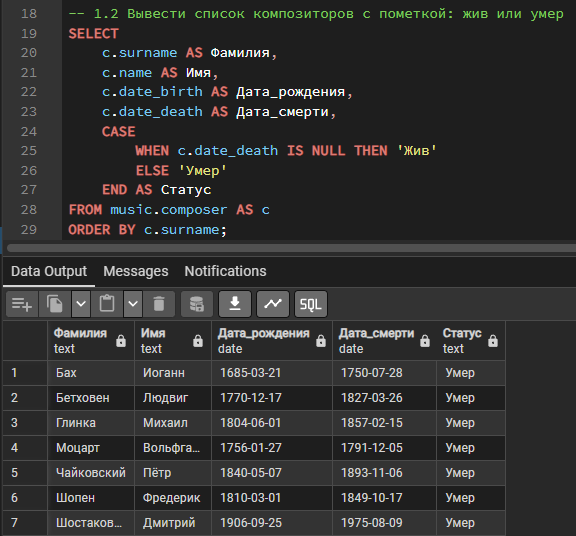 18 -- 1.2 Вывести список композиторов с пометкой: жив или умер
19 SELECT
20 c.surname AS Фамилия,
21 c.name AS Имя,
22 c.date_birth AS Дата_рождения,
23 c.date_death AS Дата_смерти,
24 CASE
25 WHEN c.date_death IS NULL THEN 'Жив'
26 ELSE 'Умер'
27 END AS Статус
28 FROM music.composer AS c
29 ORDER BY c.surname;
Data Output Messages Notifications
SQL
Фамилия Имя Дата_рождения Дата_смерти Статус
text text date date text
1 Бах Иоганн 1685-03-21 1750-07-28 Умер
2 Бетховен Людвиг 1770-12-17 1827-03-26 Умер
3 Глинка Михаил 1804-06-01 1857-02-15 Умер
4 Моцарт Вольфга... 1756-01-27 1791-12-05 Умер
5 Чайковский Пётр 1840-05-07 1893-11-06 Умер
6 Шопен Фредерик 1810-03-01 1849-10-17 Умер
7 Шостаков... Дмитрий 1906-09-25 1975-08-09 Умер